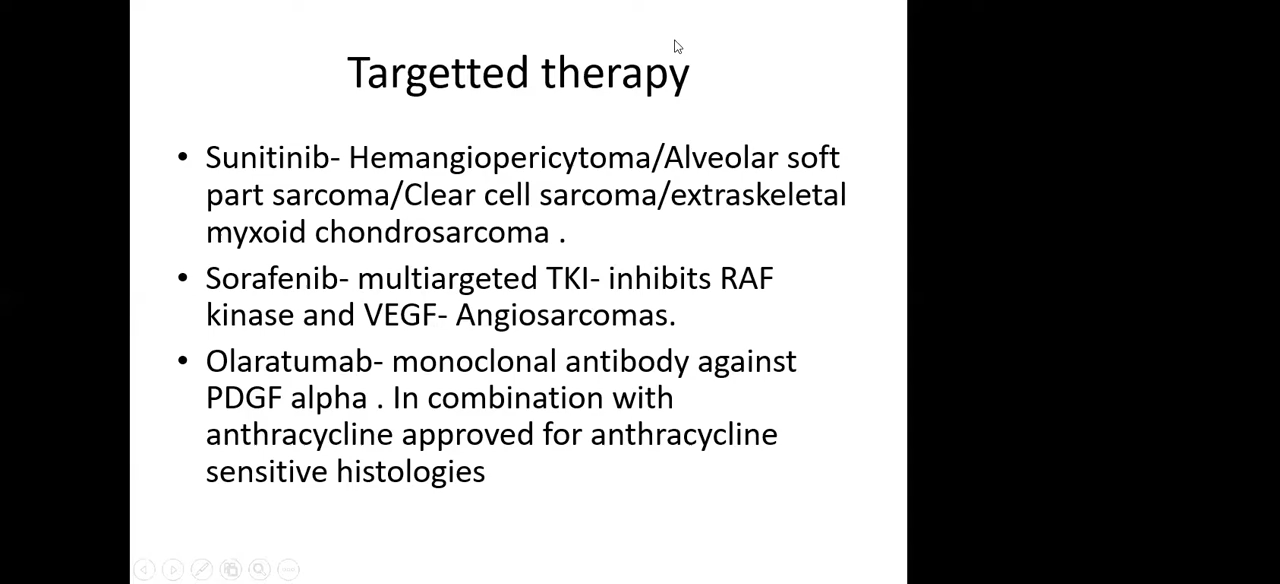 Targetted therapy
• Sunitinib- Hemangiopericytoma/Alveolar soft
part sarcoma/Clear cell sarcoma/extraskeletal
myxoid chondrosarcoma .
• Sorafenib- multiargeted TKI- inhibits RAF
kinase and VEGF- Angiosarcomas.
• Olaratumab- monoclonal antibody against
PDGF alpha . In combination with
anthracycline approved for anthracycline
sensitive histologies